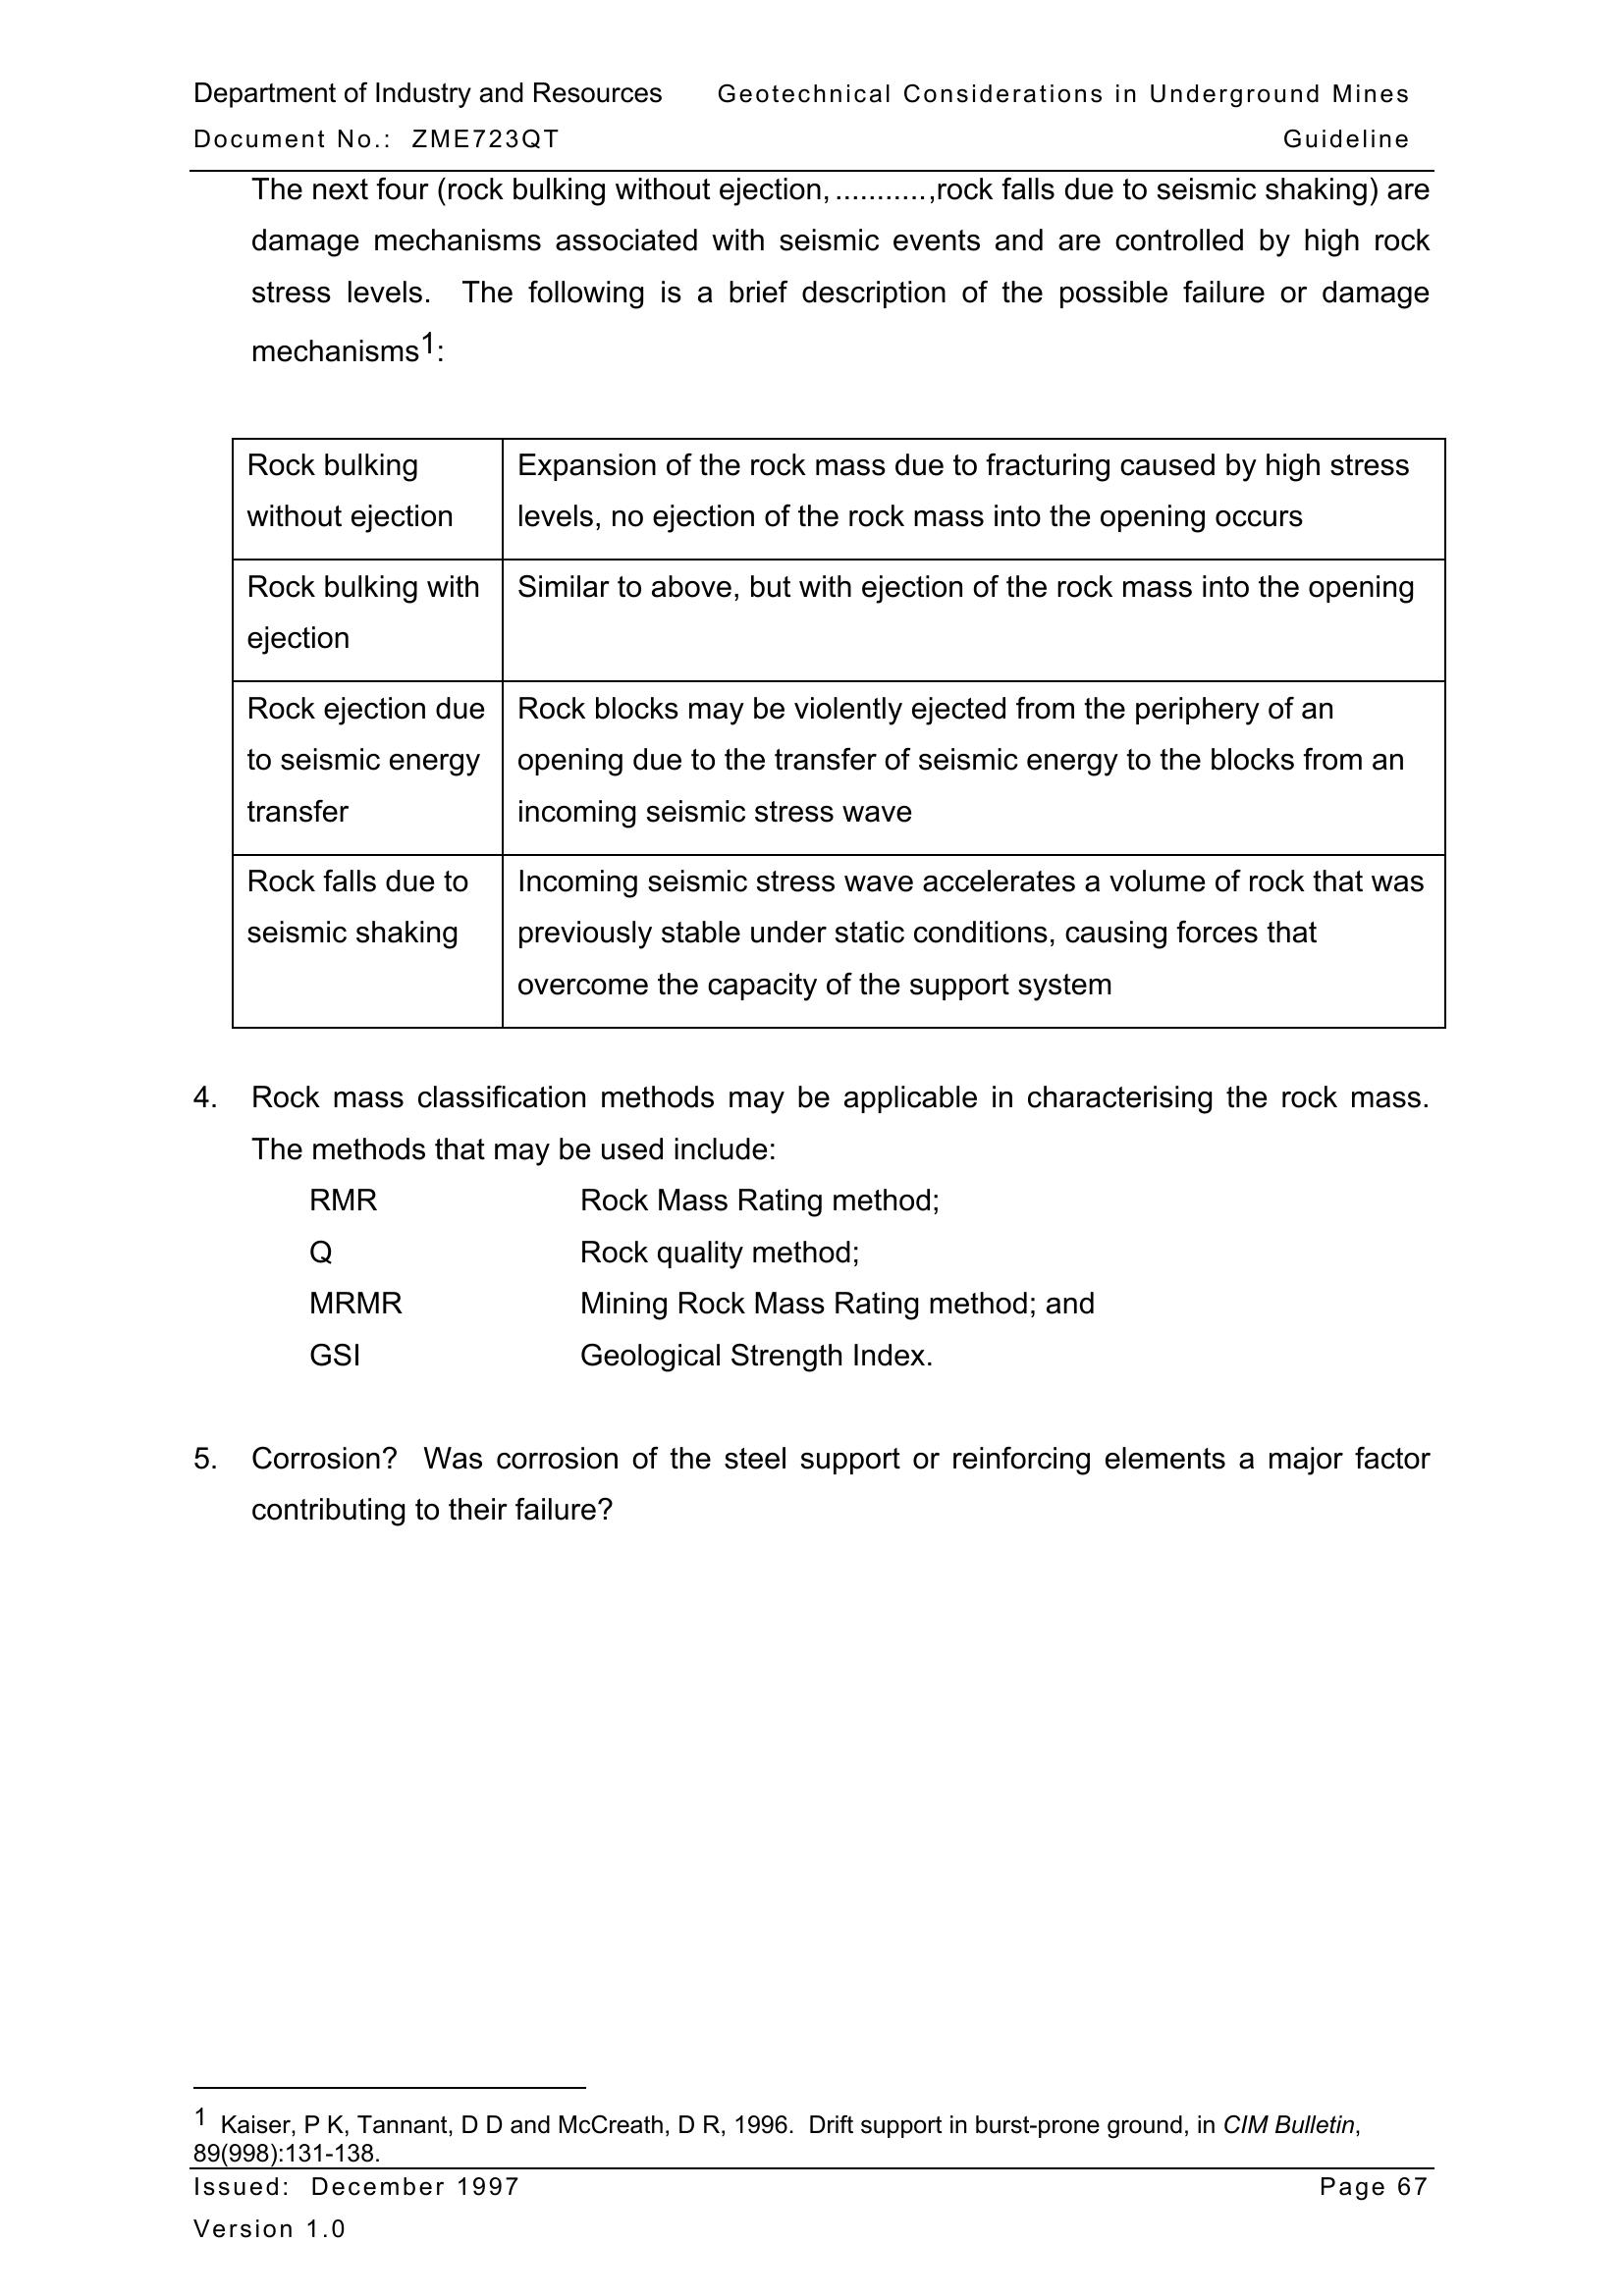 Department of Industry and Resources Geotechnical Considerations in Underground Mines
Document No.: ZME723QT Guideline
The next four (rock bulking without ejection, ...........,rock falls due to seismic shaking) are
damage mechanisms associated with seismic events and are controlled by high rock
stress levels. The following is a brief description of the possible failure or damage
mechanisms1:
Rock bulking
without ejection
Expansion of the rock mass due to fracturing caused by high stress
levels, no ejection of the rock mass into the opening occurs
Rock bulking with
ejection
Similar to above, but with ejection of the rock mass into the opening
Rock ejection due
to seismic energy
transfer
Rock blocks may be violently ejected from the periphery of an
opening due to the transfer of seismic energy to the blocks from an
incoming seismic stress wave
Rock falls due to
seismic shaking
Incoming seismic stress wave accelerates a volume of rock that was
previously stable under static conditions, causing forces that
overcome the capacity of the support system
4. Rock mass classification methods may be applicable in characterising the rock mass.
The methods that may be used include:
RMR Rock Mass Rating method;
Q Rock quality method;
MRMR Mining Rock Mass Rating method; and
GSI Geological Strength Index.
5. Corrosion? Was corrosion of the steel support or reinforcing elements a major factor
contributing to their failure?
1 Kaiser, P K, Tannant, D D and McCreath, D R, 1996. Drift support in burst-prone ground, in CIM Bulletin,
89(998):131-138.
Issued: December 1997 Page 67
Version 1.0